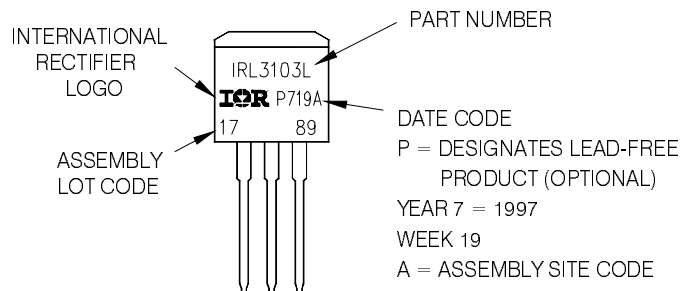 INTERNATIONAL
RECTIFIER
LOGO
ASSEMBLY
LOT CODE
IRL3103L
IOR P719A
17 89
PART NUMBER
DATE CODE
P = DESIGNATES LEAD-FREE
PRODUCT (OPTIONAL)
YEAR 7 = 1997
WEEK 19
A = ASSEMBLY SITE CODE